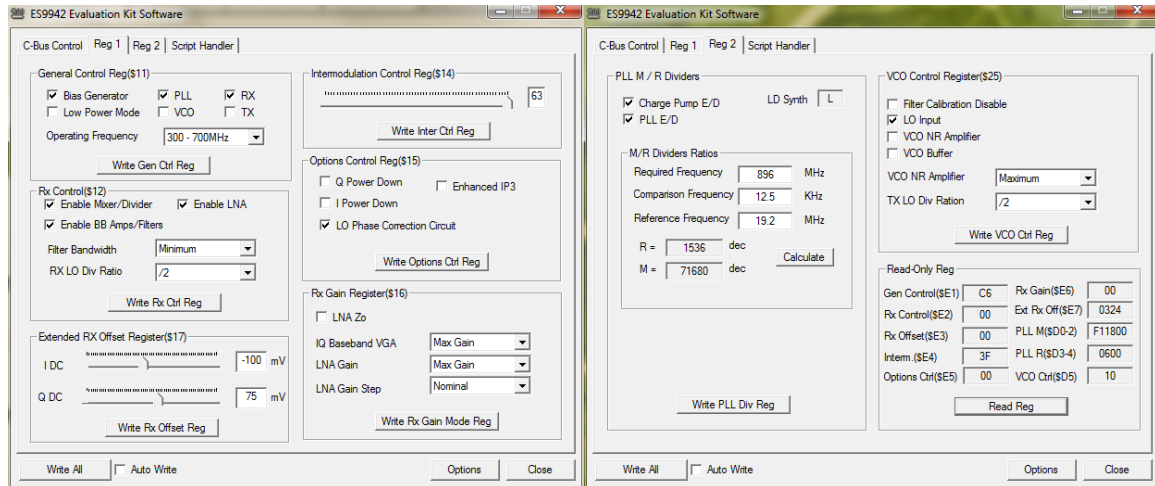 ES9942 Evaluation Kit Software
C-Bus Control Reg 1 Reg 2 Script Handler
General Control Reg($11)
Bias Generator PLL RX
Low Power Mode VCO TX
Operating Frequency 300 - 700MHz
Write Gen Ctrl Reg
Rx Control($12)
Enable Mixer/Divider Enable LNA
Enable BB Amps/Filters
Filter Bandwidth Minimum
RX LO Div Ratio /2
Write Rx Ctrl Reg
Extended RX Offset Register($17)
I DC -100 mV
Q DC 75 mV
Write Rx Offset Reg
Intermodulation Control Reg($14)
63
Write Inter Ctrl Reg
Options Control Reg($15)
Q Power Down Enhanced IP3
I Power Down
LO Phase Correction Circuit
Write Options Ctrl Reg
Rx Gain Register($16)
LNA Zo
IQ Baseband VGA Max Gain
LNA Gain Max Gain
LNA Gain Step Nominal
Write Rx Gain Mode Reg
Write All Auto Write Options Close
ES9942 Evaluation Kit Software
C-Bus Control Reg 1 Reg 2 Script Handler
PLL M / R Dividers
Charge Pump E/D LD Synth L
PLL E/D
M/R Dividers Ratios
Required Frequency 896 MHz
Comparison Frequency 12.5 KHz
Reference Frequency 19.2 MHz
R = 1536 dec
M = 71680 dec
Calculate
Write PLL Div Reg
VCO Control Register($25)
Filter Calibration Disable
LO Input
VCO NR Amplifier
VCO Buffer
VCO NR Amplifier Maximum
TX LO Div Ration /2
Write VCO Ctrl Reg
Read-Only Reg
Gen Control($E1) C6 Rx Gain($E6) 00
Rx Control($E2) 00 Ext Rx Off($E7) 0324
Rx Offset($E3) 00 PLL M($D0-2) F11800
Interm.($E4) 3F PLL R($D3-4) 0600
Options Ctrl($E5) 00 VCO Ctrl($D5) 10
Read Reg
Write All Auto Write Options Close